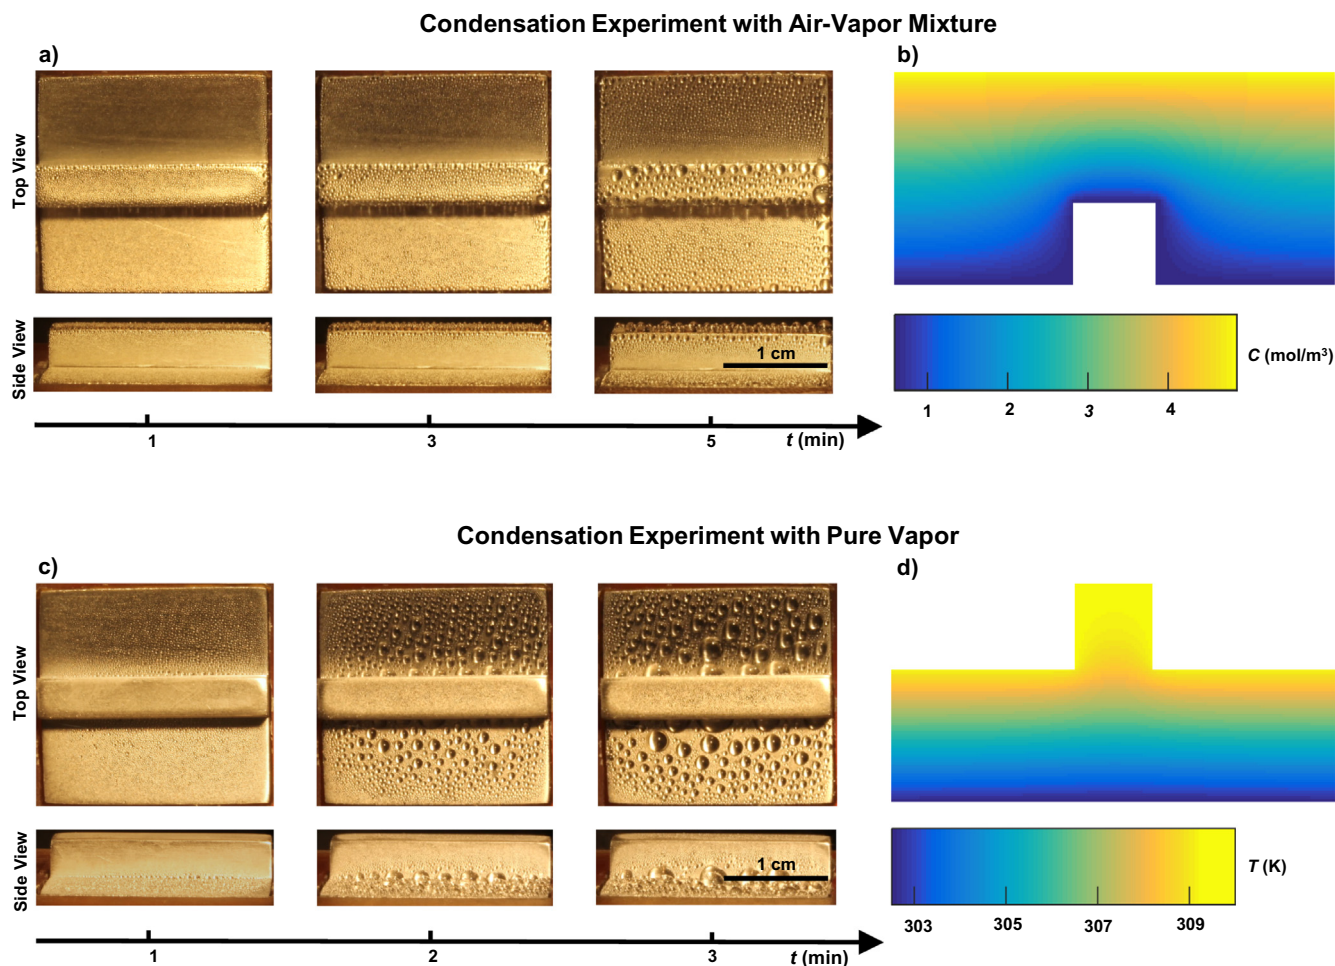 Condensation Experiment with Air-Vapor Mixture
a)
b)
Top View
Side View
1 cm
1
3
5
t (min)
C (mol/m³)
1
2
3
4
Condensation Experiment with Pure Vapor
c)
d)
Top View
Side View
1 cm
1
2
3
t (min)
T (K)
303
305
307
309